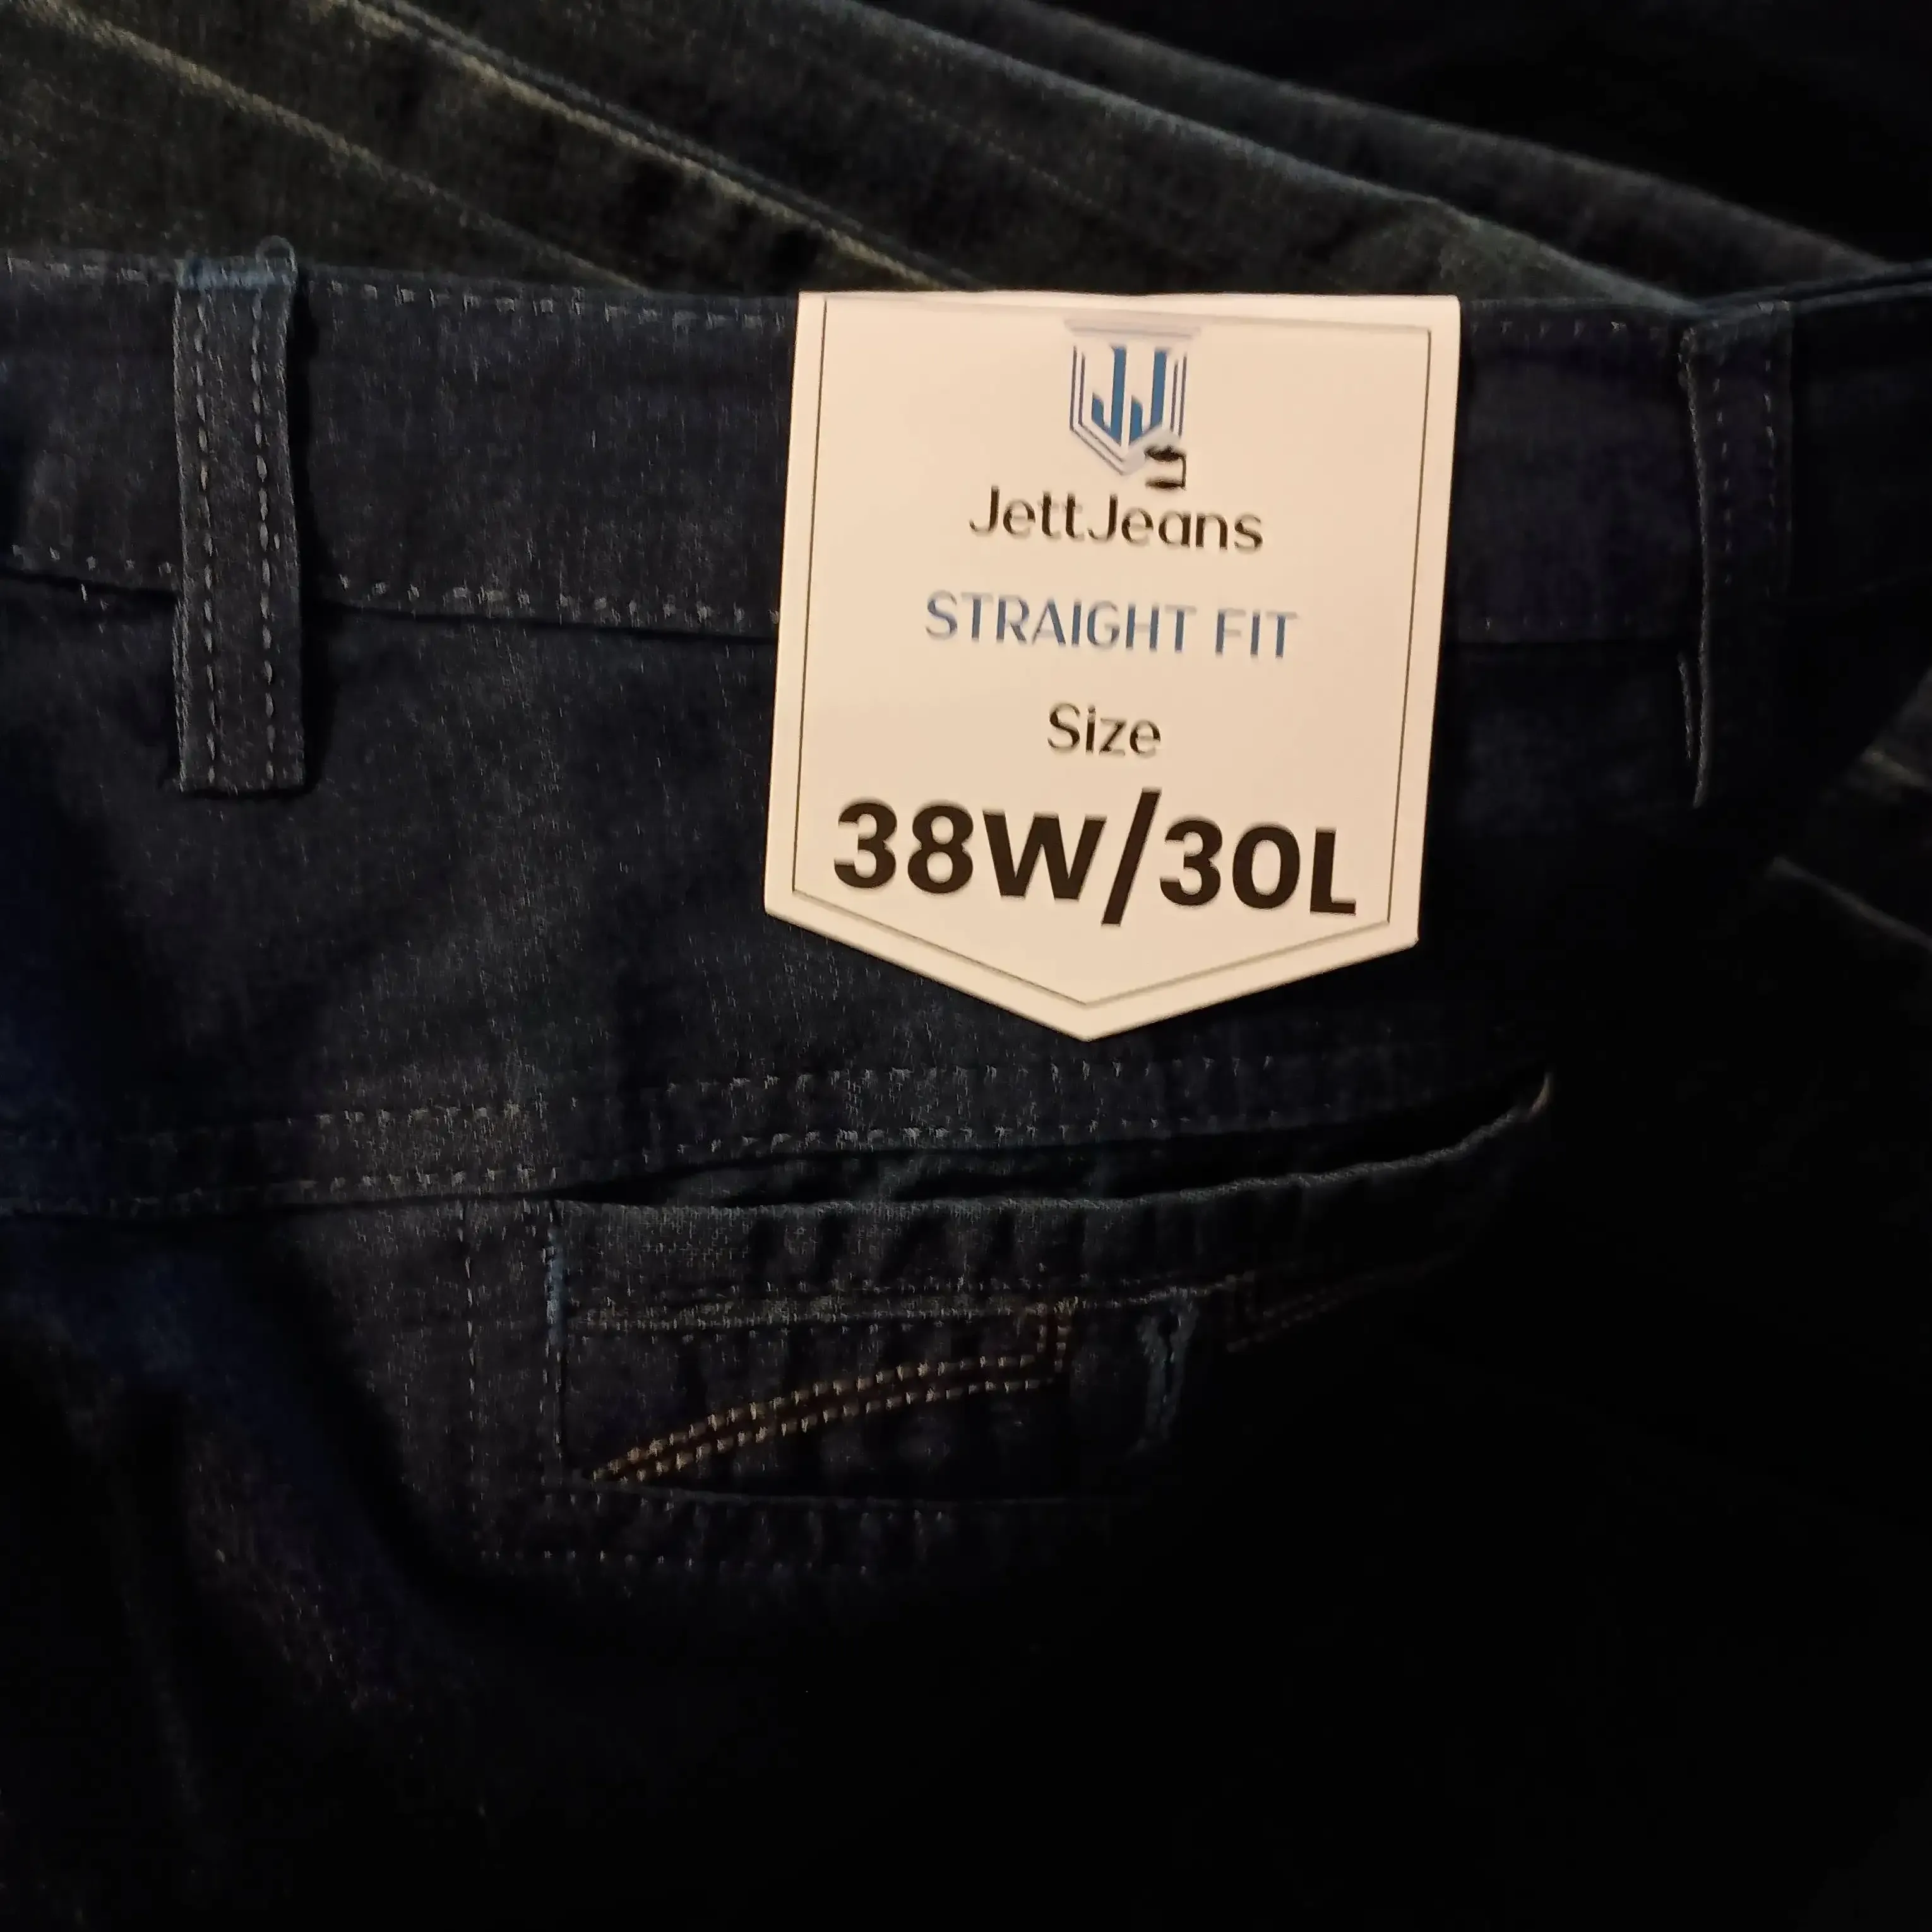 JJ
JettJeans
STRAIGHT FIT
Size
38W/30L